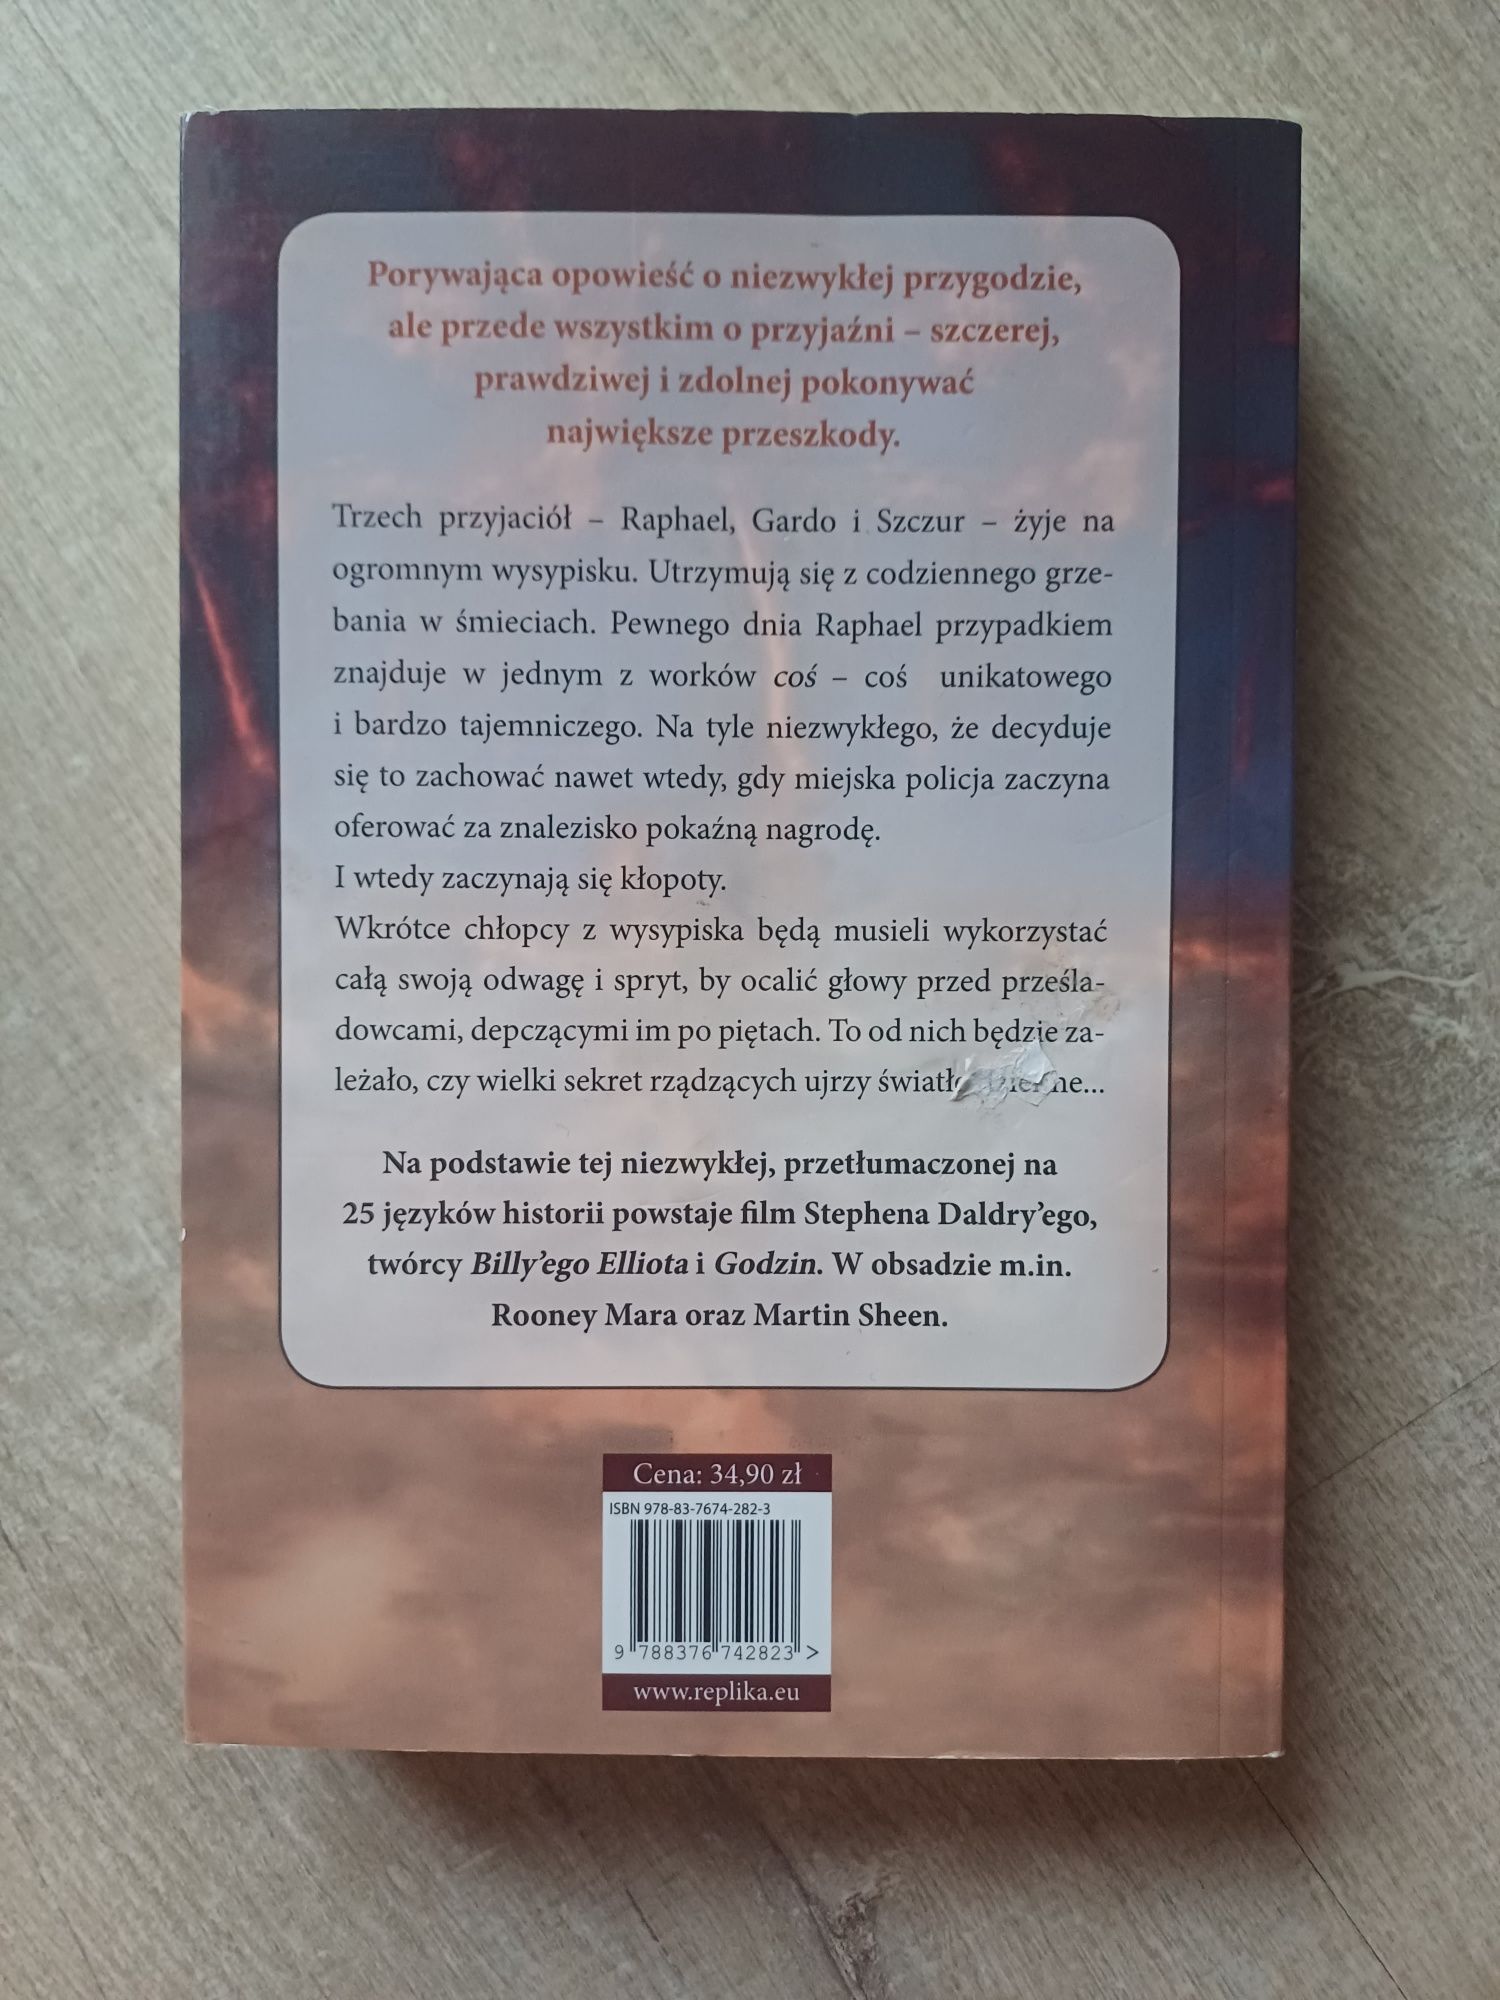 Porywająca opowieść o niezwykłej przygodzie,
ale przede wszystkim o przyjaźni – szczerej,
prawdziwej i zdolnej pokonywać
największe przeszkody.
Trzech przyjaciół – Raphael, Gardo i Szczur – żyje na
ogromnym wysypisku. Utrzymują się z codziennego grze-
bania w śmieciach. Pewnego dnia Raphael przypadkiem
znajduje w jednym z worków coś – coś unikatowego
i bardzo tajemniczego. Na tyle niezwykłego, że decyduje
się to zachować nawet wtedy, gdy miejska policja zaczyna
oferować za znalezisko pokaźną nagrodę.
I wtedy zaczynają się kłopoty.
Wkrótce chłopcy z wysypiska będą musieli wykorzystać
całą swoją odwagę i spryt, by ocalić głowy przed prześla-
dowcami, depczącymi im po piętach. To od nich będzie za-
leżało, czy wielki sekret rządzących ujrzy światło dzienne...
Na podstawie tej niezwykłej, przetłumaczonej na
25 języków historii powstaje film Stephena Daldry’ego,
twórcy Billy’ego Elliota i Godzin. W obsadzie m.in.
Rooney Mara oraz Martin Sheen.
Cena: 34,90 zł
ISBN 978-83-7674-282-3
9 788376 742823 >
www.replika.eu